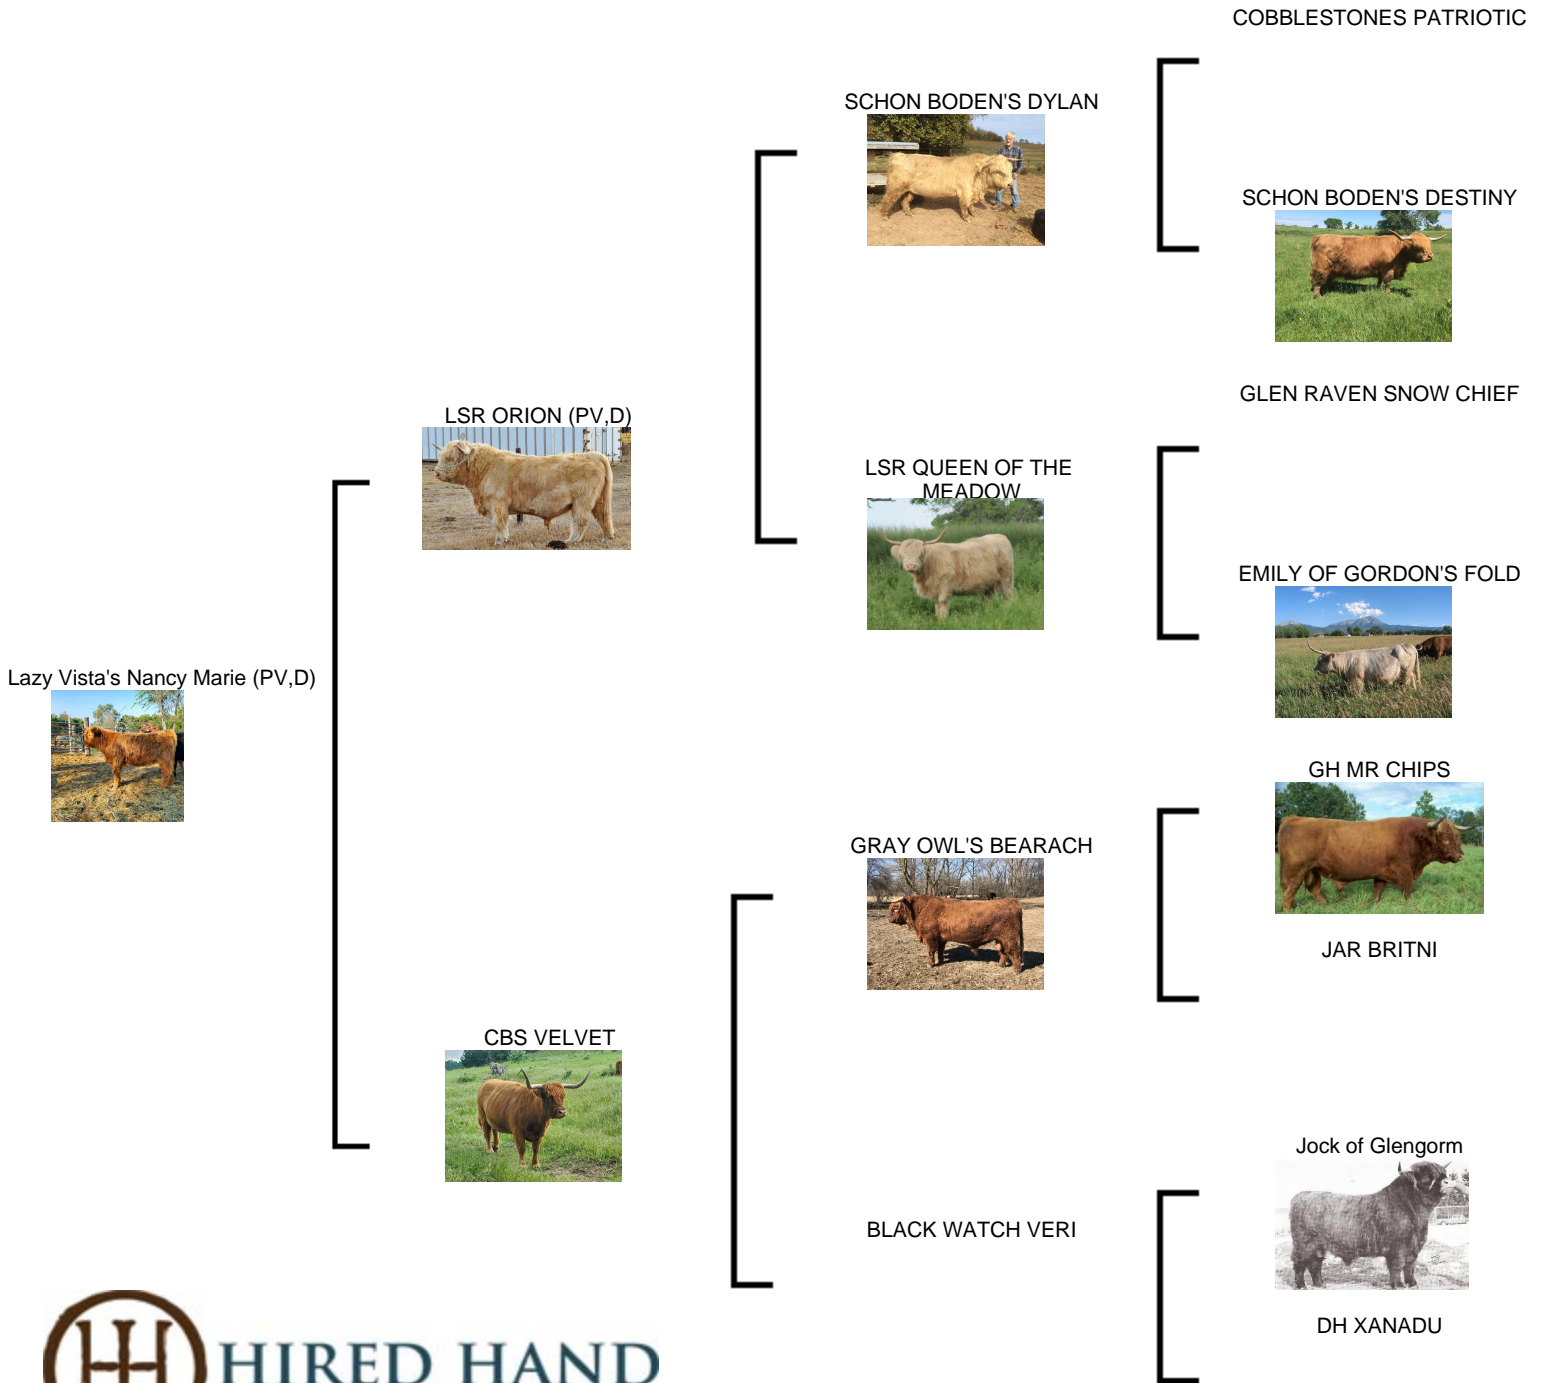 COBBLESTONES PATRIOTIC
SCHON BODEN'S DYLAN
SCHON BODEN'S DESTINY
GLEN RAVEN SNOW CHIEF
LSR ORION (PV,D)
LSR QUEEN OF THE
MEADOW
EMILY OF GORDON'S FOLD
Lazy Vista's Nancy Marie (PV,D)
GH MR CHIPS
GRAY OWL'S BEARACH
JAR BRITNI
CBS VELVET
Jock of Glengorm
BLACK WATCH VERI
DH XANADU
HIRED HAND